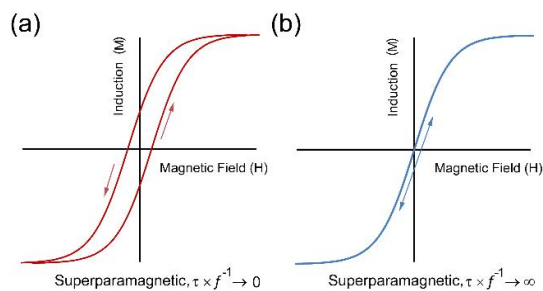 (a)
Induction (M)
Magnetic Field (H)
Superparamagnetic, τ × f⁻¹ → 0
(b)
Induction (M)
Magnetic Field (H)
Superparamagnetic, τ × f⁻¹ → ∞